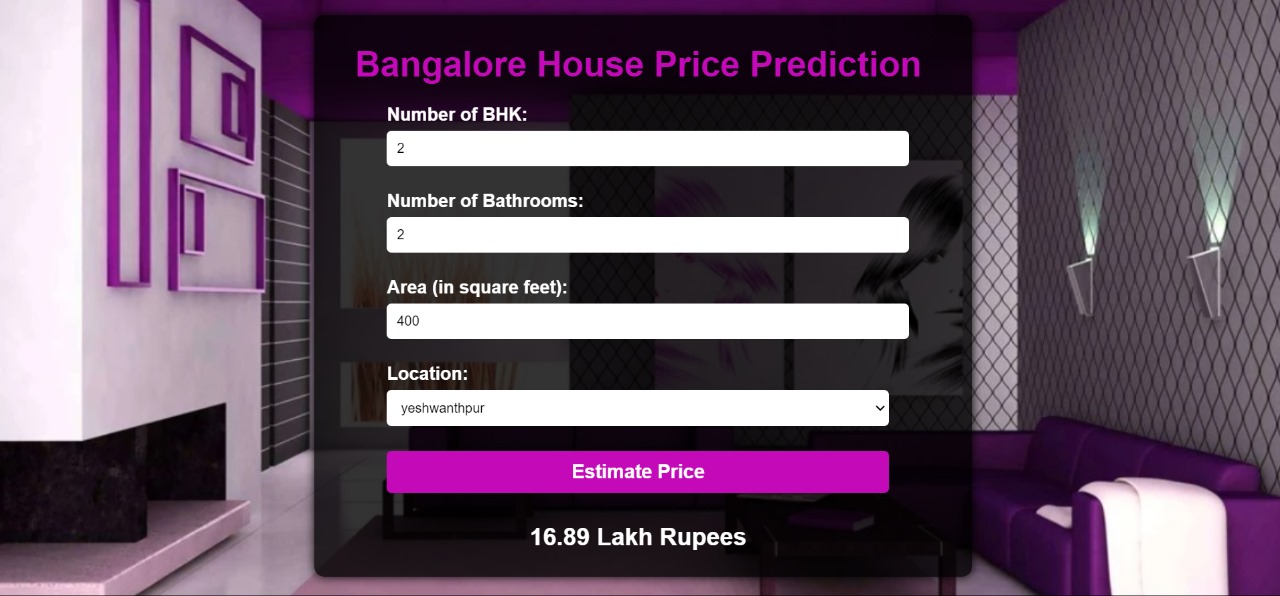 Bangalore House Price Prediction
Number of BHK:
2
Number of Bathrooms:
2
Area (in square feet):
400
Location:
yeshwanthpur
Estimate Price
16.89 Lakh Rupees